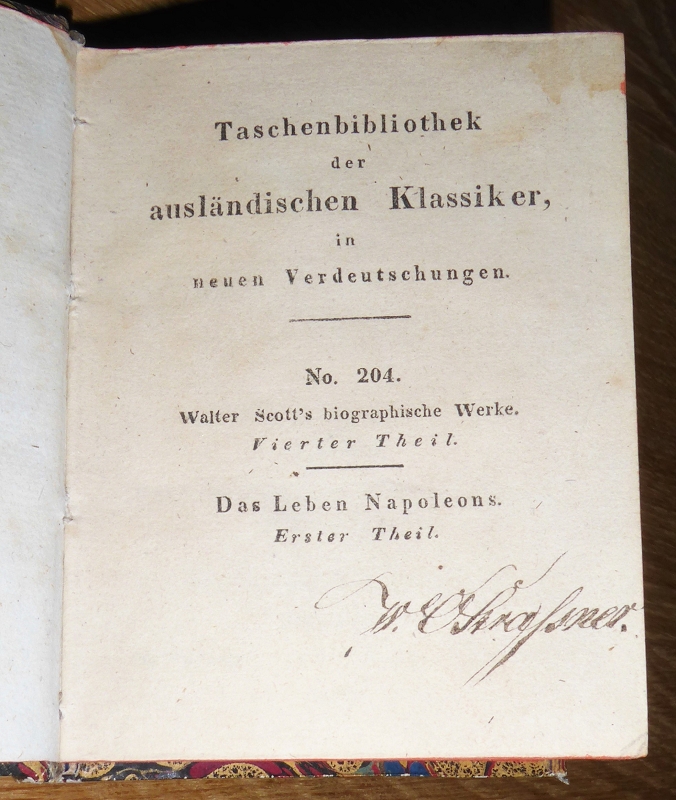 Taschenbibliothek
der
ausländischen Klassiker,
in
neuen Verdeutschungen.
No. 204.
Walter Scott's biographische Werke.
Vierter Theil.
Das Leben Napoleons.
Erster Theil.